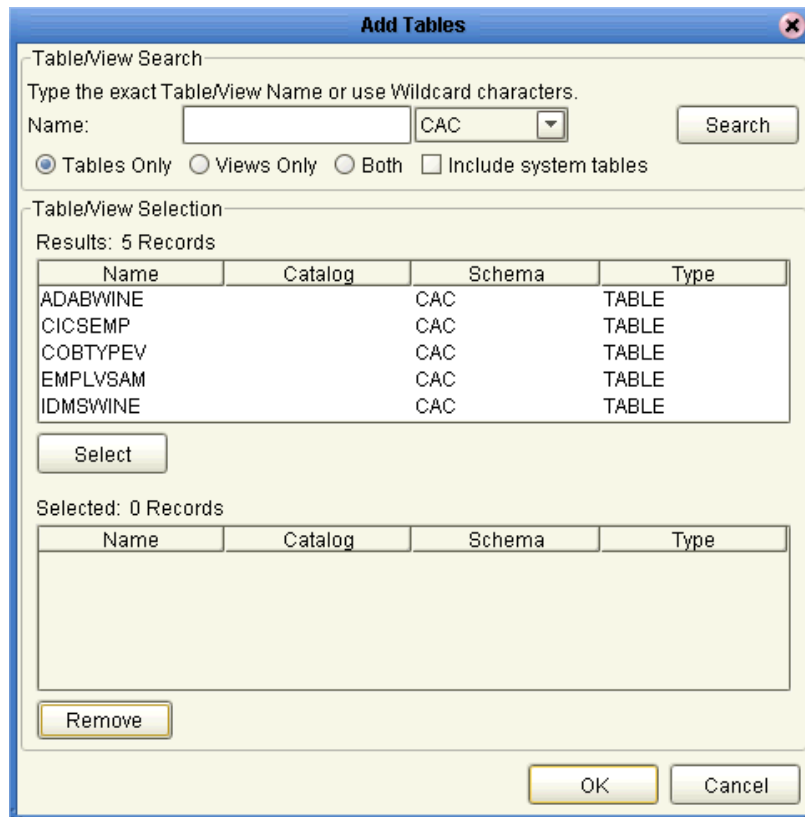 Add Tables
Table/View Search
Type the exact Table/View Name or use Wildcard characters.
Name: CAC Search
Tables Only Views Only Both Include system tables
Table/View Selection
Results: 5 Records
Name Catalog Schema Type
ADABWINE CAC TABLE
CICSEMP CAC TABLE
COBTYPEV CAC TABLE
EMPLVSAM CAC TABLE
IDMSWINE CAC TABLE
Select
Selected: 0 Records
Name Catalog Schema Type
Remove
OK Cancel